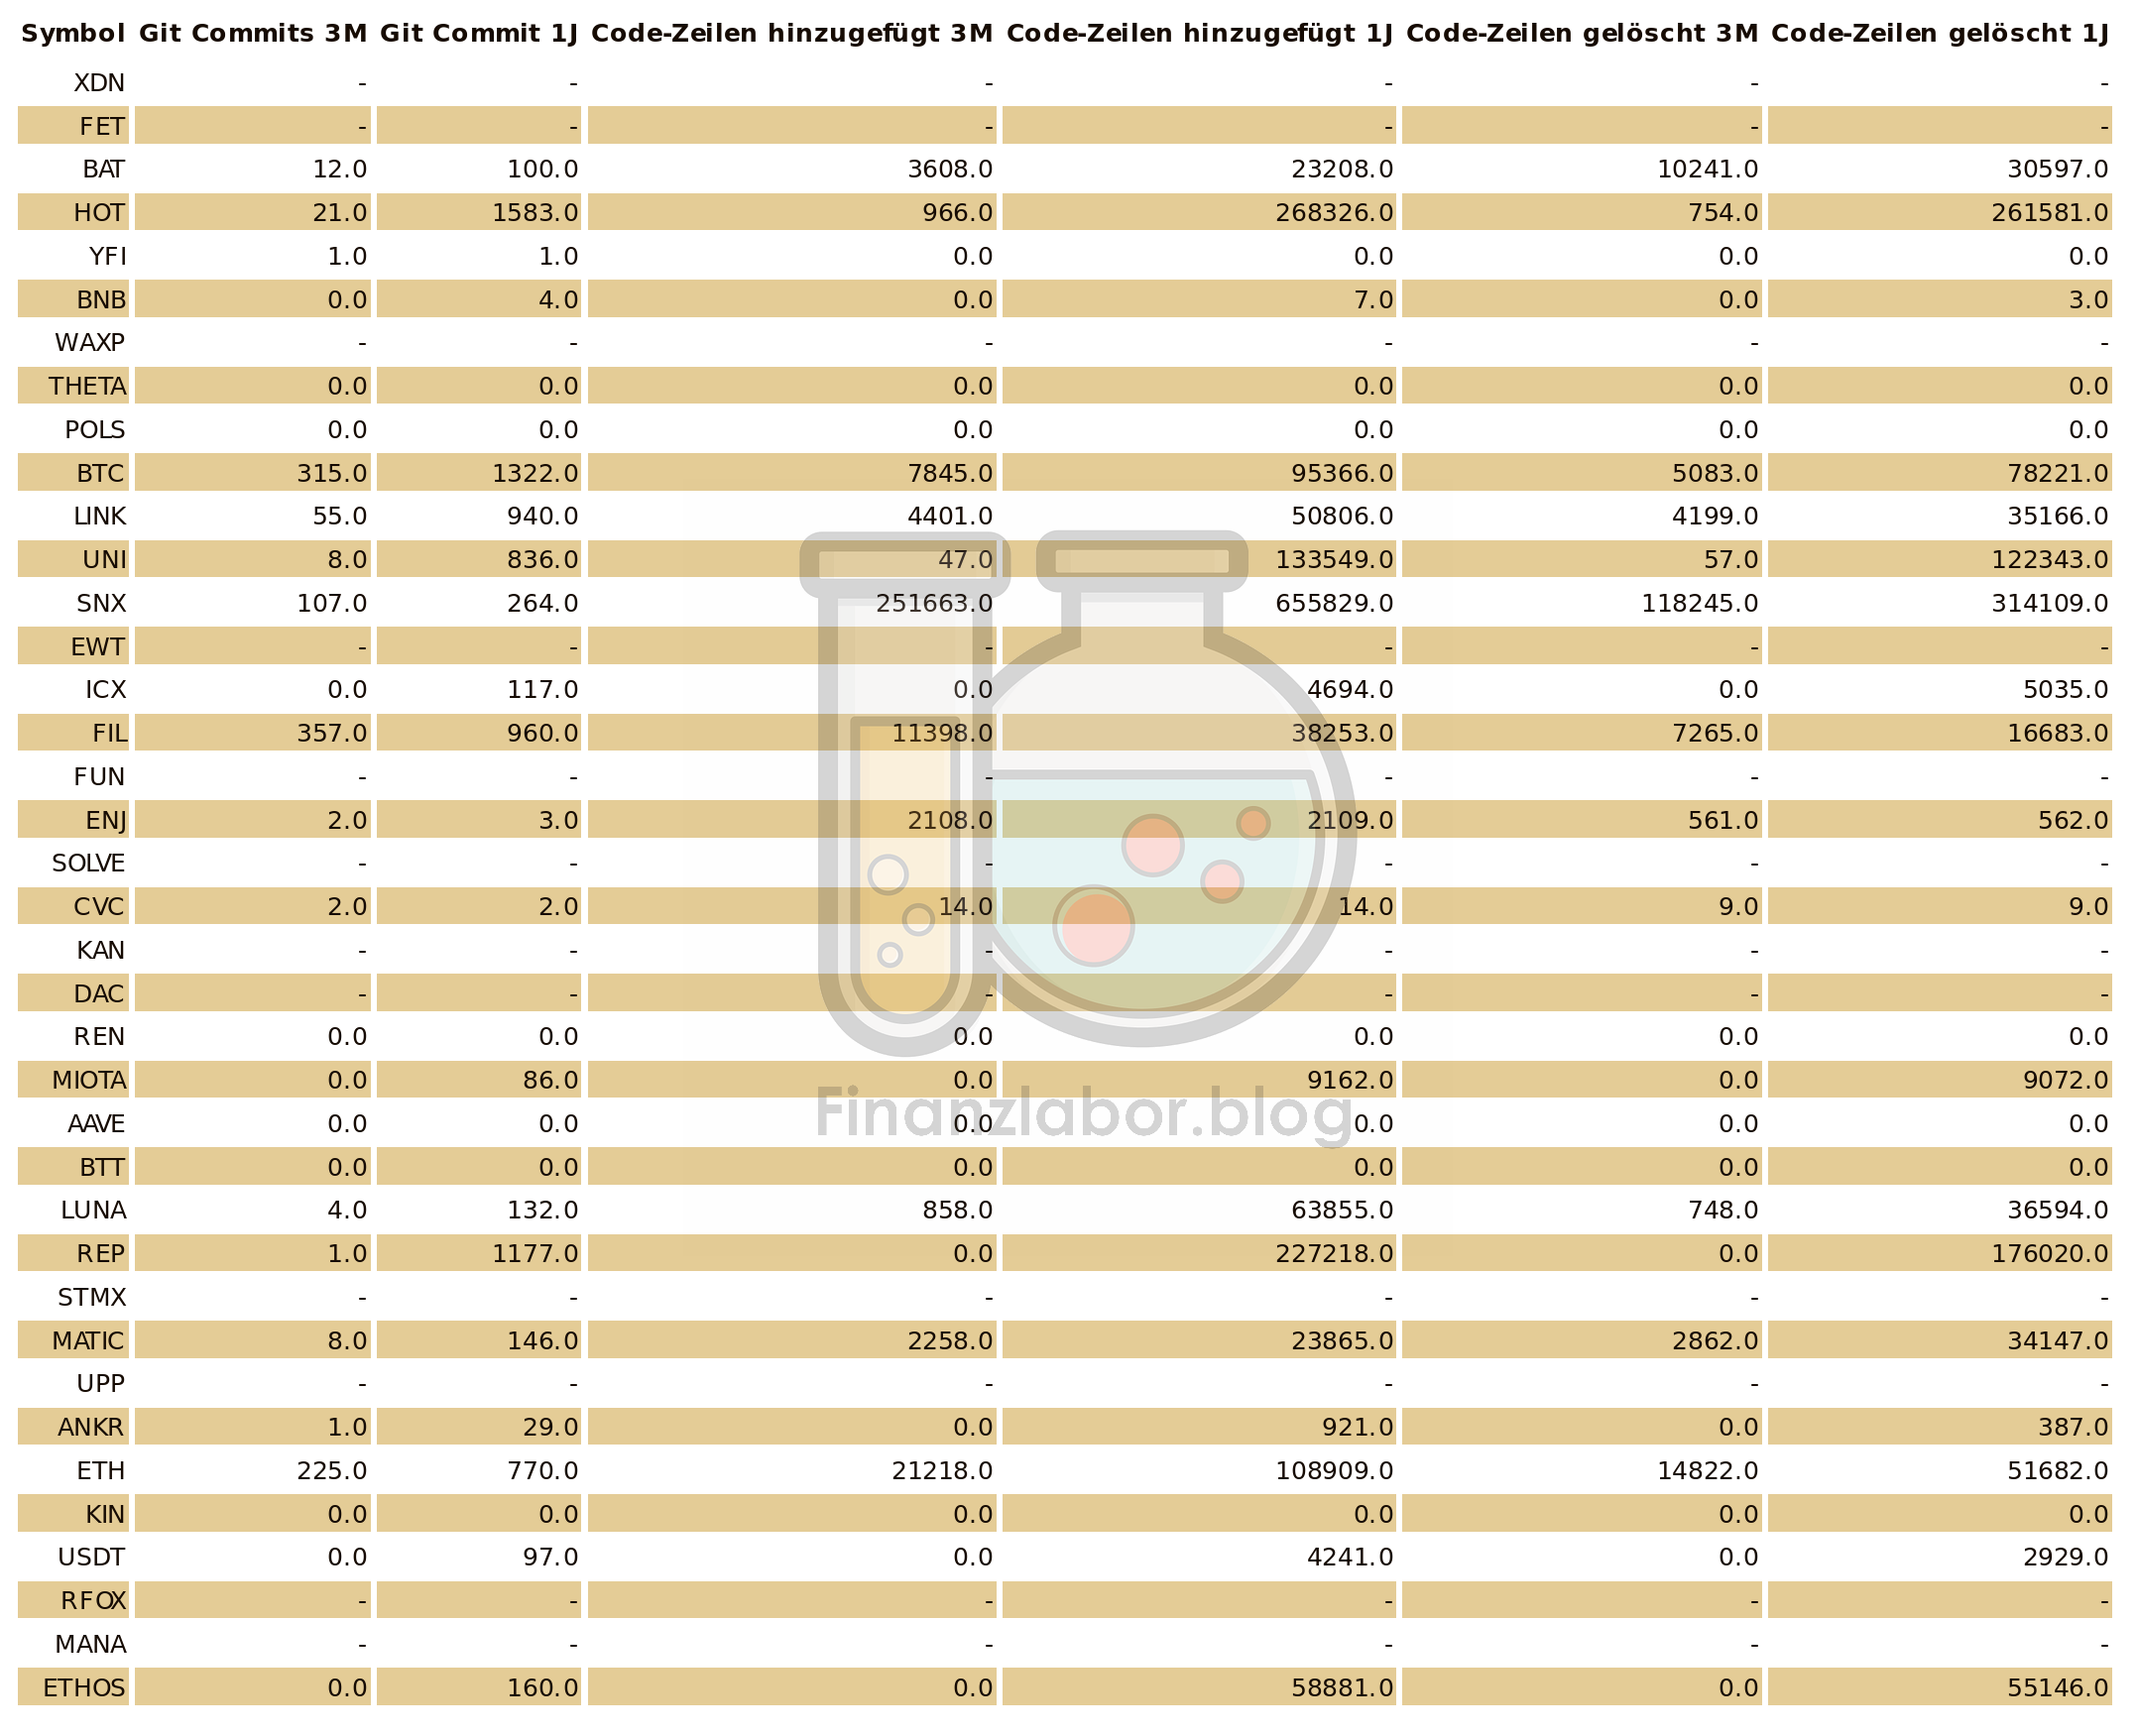 Symbol Git Commits 3M Git Commit 1J Code-Zeilen hinzugefügt 3M Code-Zeilen hinzugefügt 1J Code-Zeilen gelöscht 3M Code-Zeilen gelöscht 1J
XDN - - - - - -
FET - - - - - -
BAT 12.0 100.0 3608.0 23208.0 10241.0 30597.0
HOT 21.0 1583.0 966.0 268326.0 754.0 261581.0
YFI 1.0 1.0 0.0 0.0 0.0 0.0
BNB 0.0 4.0 0.0 7.0 0.0 3.0
WAXP - - - - - -
THETA 0.0 0.0 0.0 0.0 0.0 0.0
POLS 0.0 0.0 0.0 0.0 0.0 0.0
BTC 315.0 1322.0 7845.0 95366.0 5083.0 78221.0
LINK 55.0 940.0 4401.0 50806.0 4199.0 35166.0
UNI 8.0 836.0 47.0 133549.0 57.0 122343.0
SNX 107.0 264.0 251663.0 655829.0 118245.0 314109.0
EWT - - - - - -
ICX 0.0 117.0 0.0 4694.0 0.0 5035.0
FIL 357.0 960.0 11398.0 38253.0 7265.0 16683.0
FUN - - - - - -
ENJ 2.0 3.0 2108.0 2109.0 561.0 562.0
SOLVE - - - - - -
CVC 2.0 2.0 14.0 14.0 9.0 9.0
KAN - - - - - -
DAC - - - - - -
REN 0.0 0.0 0.0 0.0 0.0 0.0
MIOTA 0.0 86.0 0.0 9162.0 0.0 9072.0
Finanzlabor.blog
AAVE 0.0 0.0 0.0 0.0 0.0 0.0
BTT 0.0 0.0 0.0 0.0 0.0 0.0
LUNA 4.0 132.0 858.0 63855.0 748.0 36594.0
REP 1.0 1177.0 0.0 227218.0 0.0 176020.0
STMX - - - - - -
MATIC 8.0 146.0 2258.0 23865.0 2862.0 34147.0
UPP - - - - - -
ANKR 1.0 29.0 0.0 921.0 0.0 387.0
ETH 225.0 770.0 21218.0 108909.0 14822.0 51682.0
KIN 0.0 0.0 0.0 0.0 0.0 0.0
USDT 0.0 97.0 0.0 4241.0 0.0 2929.0
RFOX - - - - - -
MANA - - - - - -
ETHOS 0.0 160.0 0.0 58881.0 0.0 55146.0